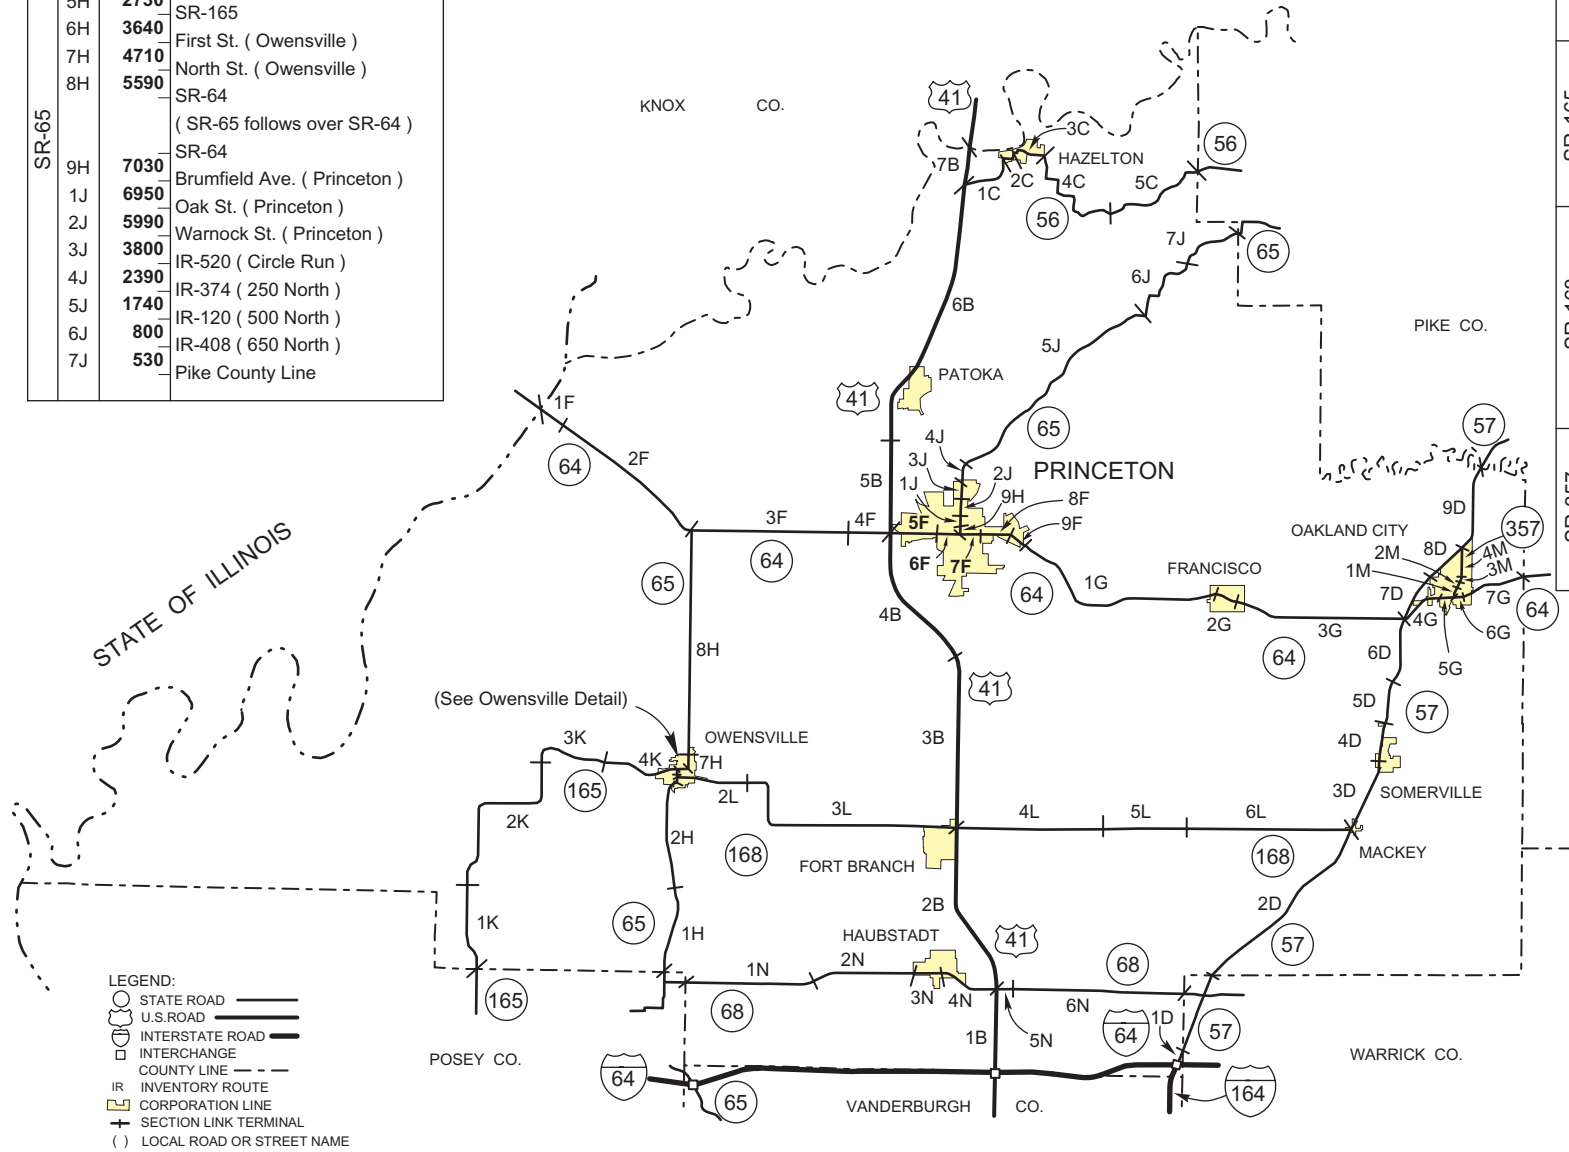 SR-65
5H 2730
SR-165
6H 3640
First St. ( Owensville )
7H 4710
North St. ( Owensville )
8H 5590
SR-64
( SR-65 follows over SR-64 )
SR-64
9H 7030
Brumfield Ave. ( Princeton )
1J 6950
Oak St. ( Princeton )
2J 5990
Warnock St. ( Princeton )
3J 3800
IR-520 ( Circle Run )
4J 2390
IR-374 ( 250 North )
5J 1740
IR-120 ( 500 North )
6J 800
IR-408 ( 650 North )
7J 530
Pike County Line
KNOX CO.
41
3C
7B
HAZELTON
56
1C
2C
4C
5C
56
7J
65
6J
6B
5J
PIKE CO.
PATOKA
41
1F
64
2F
65
57
4J
3J
PRINCETON
5B
1J
2J
9H
8F
9F
3F
4F
5F
6F
7F
64
9D
OAKLAND CITY
357
2M
8D
4M
3M
1M
7D
7G
64
STATE OF ILLINOIS
65
64
1G
FRANCISCO
2G
3G
4G
6G
5G
64
4B
8H
6D
41
5D
57
(See Owensville Detail)
OWENSVILLE
3K
4K
7H
3B
4D
165
2L
3D
SOMERVILLE
2K
3L
4L
5L
6L
2H
168
FORT BRANCH
168
MACKEY
1K
65
1H
2B
2D
HAUBSTADT
41
57
1N
2N
68
3N
4N
165
68
6N
1B
5N
64
1D
57
POSEY CO.
WARRICK CO.
64
65
VANDERBURGH CO.
164
LEGEND:
STATE ROAD
U.S.ROAD
INTERSTATE ROAD
INTERCHANGE
COUNTY LINE
IR INVENTORY ROUTE
CORPORATION LINE
SECTION LINK TERMINAL
( ) LOCAL ROAD OR STREET NAME